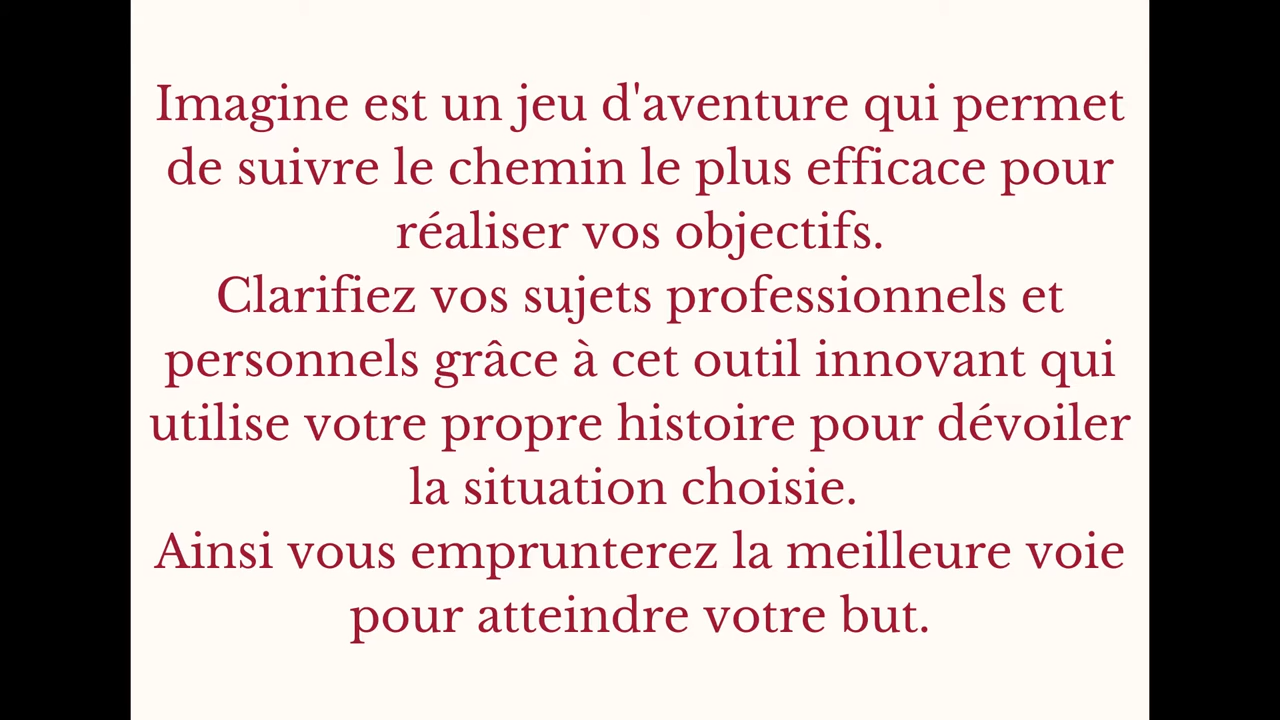 Imagine est un jeu d'aventure qui permet
de suivre le chemin le plus efficace pour
réaliser vos objectifs.
Clarifiez vos sujets professionnels et
personnels grâce à cet outil innovant qui
utilise votre propre histoire pour dévoiler
la situation choisie.
Ainsi vous emprunterez la meilleure voie
pour atteindre votre but.